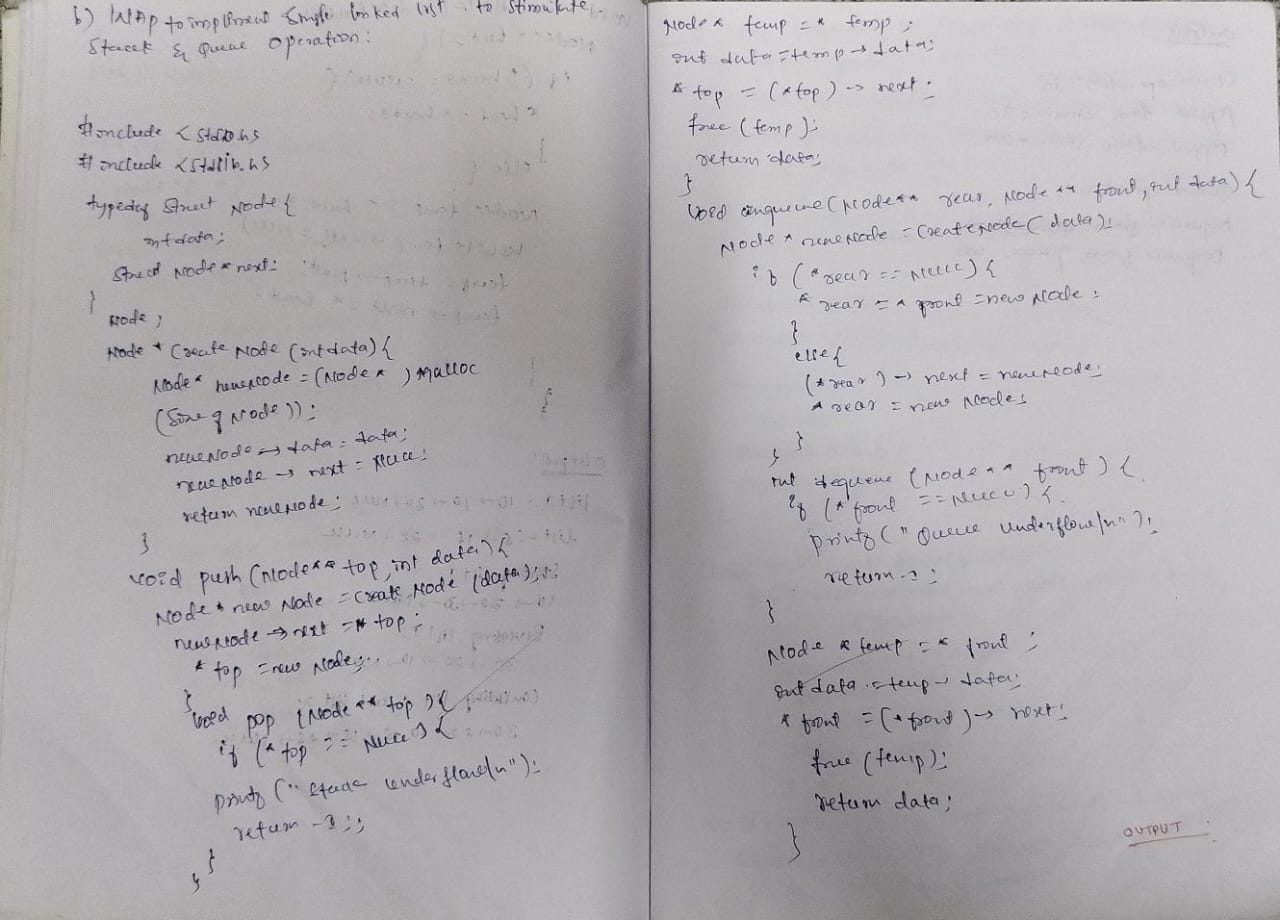 b) WAP to implement Single linked list to stimulate
Stack & Queue Operation:
#include <stdio.h>
#include <stdlib.h>
typedef struct Node {
int data;
struct Node * next;
}
Node;
Node * Create Node (int data) {
Node* newNode = (Node * ) Malloc
(Size of Node));
newNode → data = data;
newNode → next = NULL;
return newNode;
}
void push (Node ** top, int data) {
Node * new Node = Create Node (data);
newNode → next = * top;
* top = new Node;
}
void pop (Node ** top ) {
if (* top == NULL) {
printf (" Stack underflow\n");
return -1;;
}
}
Node * temp = * temp ;
int data = temp → data;
* top = (*top) → next ;
free (temp);
return data;
}
void enqueue (Node ** rear, Node ** front, int data) {
Node * newNode = CreateNode ( data);
if (*rear == NULL) {
* rear = * front = new Node ;
}
else {
(* rear ) → next = newNode;
* rear = new Node;
}
}
int dequeue (Node ** front ) {
if (* front == NULL) {
printf (" Queue underflow\n" );
return -1;
}
Node * temp = * front ;
int data = temp → data;
* front = (* front ) → next;
free (temp);
return data;
}
OUTPUT :